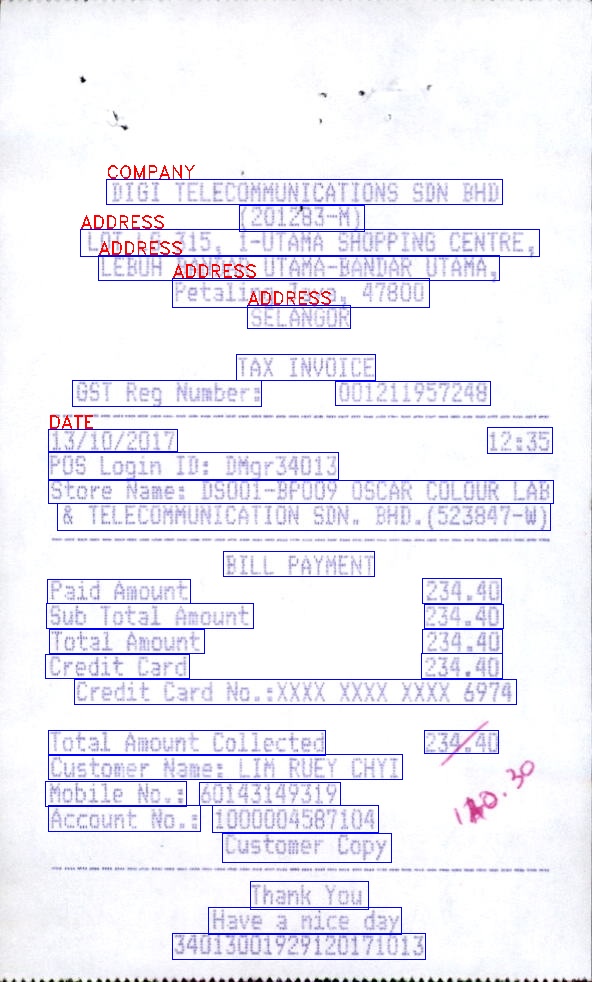 COMPANY
DIGI TELECOMMUNICATIONS SDN BHD
(201283-M)
ADDRESS
LOT LG 315, 1-UTAMA SHOPPING CENTRE,
ADDRESS
LEBUH BANDAR UTAMA-BANDAR UTAMA,
ADDRESS
Petaling Jaya, 47800
ADDRESS
SELANGOR
TAX INVOICE
GST Reg Number: 001211957248
DATE
13/10/2017 12:35
POS Login ID: DMgr34013
Store Name: DS001-BP009 OSCAR COLOUR LAB
& TELECOMMUNICATION SDN. BHD.(523847-W)
BILL PAYMENT
Paid Amount 234.40
Sub Total Amount 234.40
Total Amount 234.40
Credit Card 234.40
Credit Card No.:XXXX XXXX XXXX 6974
Total Amount Collected 234.40
Customer Name: LIM RUEY CHYI
Mobile No.: 60143149319
Account No.: 1000004587104
Customer Copy
Thank You
Have a nice day
34013001929120171013